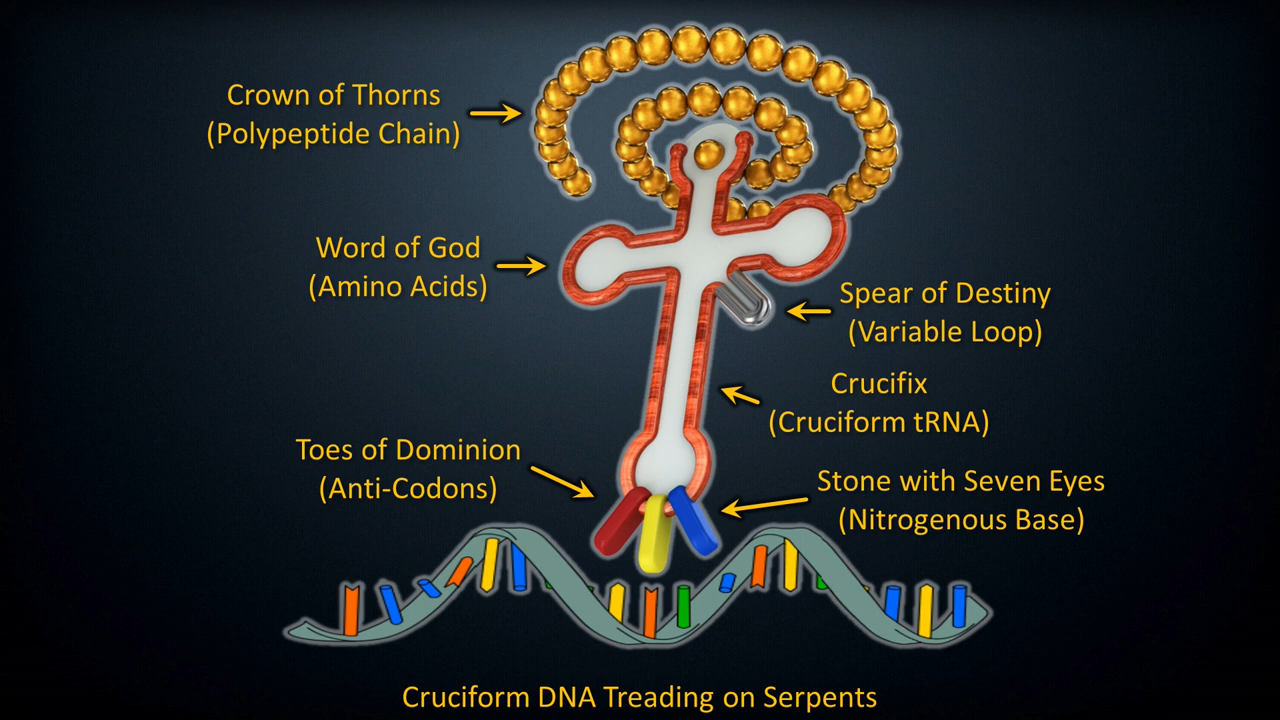 Crown of Thorns
(Polypeptide Chain)
Word of God
(Amino Acids)
Spear of Destiny
(Variable Loop)
Crucifix
(Cruciform tRNA)
Toes of Dominion
(Anti-Codons)
Stone with Seven Eyes
(Nitrogenous Base)
Cruciform DNA Treading on Serpents